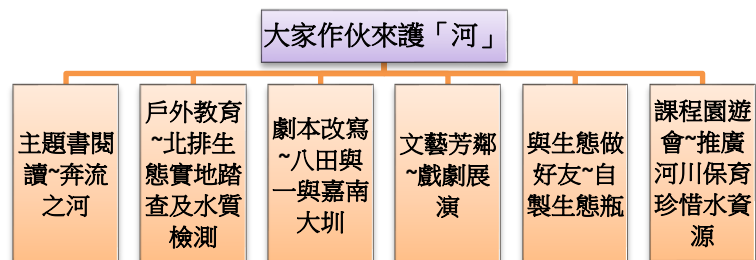 大家作伙來護「河」
主題書閱
讀~奔流
之河
戶外教育
~北排生
態實地踏
查及水質
檢測
劇本改寫
~八田與
一與嘉南
大圳
文藝芳鄰
~戲劇展
演
與生態做
好友~自
製生態瓶
課程園遊
會~推廣
河川保育
珍惜水資
源